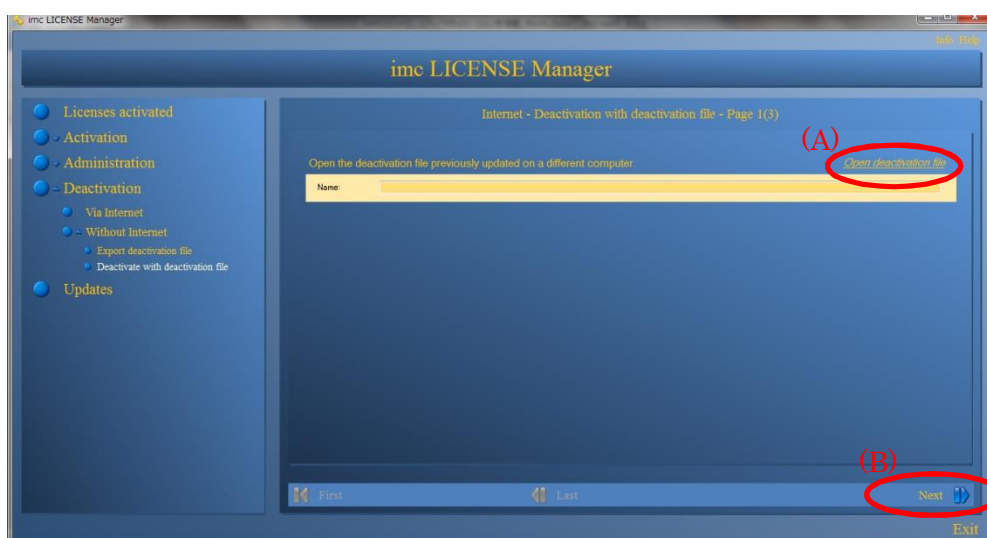 imc LICENSE Manager
Info Help
imc LICENSE Manager
Licenses activated
Activation
Administration
Deactivation
Via Internet
Without Internet
Export deactivation file
Deactivate with deactivation file
Updates
Internet - Deactivation with deactivation file - Page 1(3)
(A)
Open the deactivation file previously updated on a different computer.
Open deactivation file
Name:
(B)
First
Last
Next
Exit